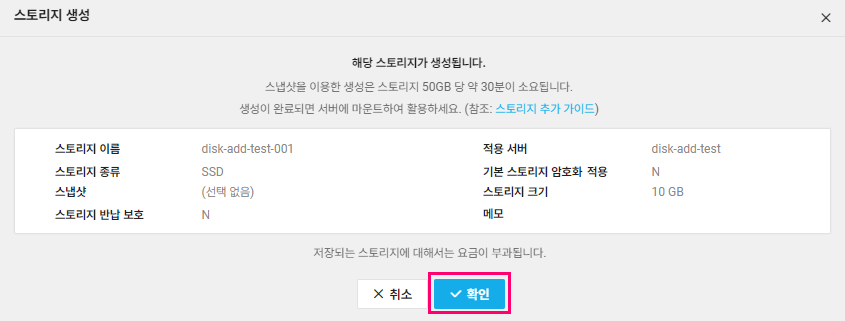 스토리지 생성
해당 스토리지가 생성됩니다.
스냅샷을 이용한 생성은 스토리지 50GB 당 약 30분이 소요됩니다.
생성이 완료되면 서버에 마운트하여 활용하세요. (참조: 스토리지 추가 가이드)
스토리지 이름 disk-add-test-001 적용 서버 disk-add-test
스토리지 종류 SSD 기본 스토리지 암호화 적용 N
스냅샷 (선택 없음) 스토리지 크기 10 GB
스토리지 반납 보호 N 메모
저장되는 스토리지에 대해서는 요금이 부과됩니다.
취소 확인